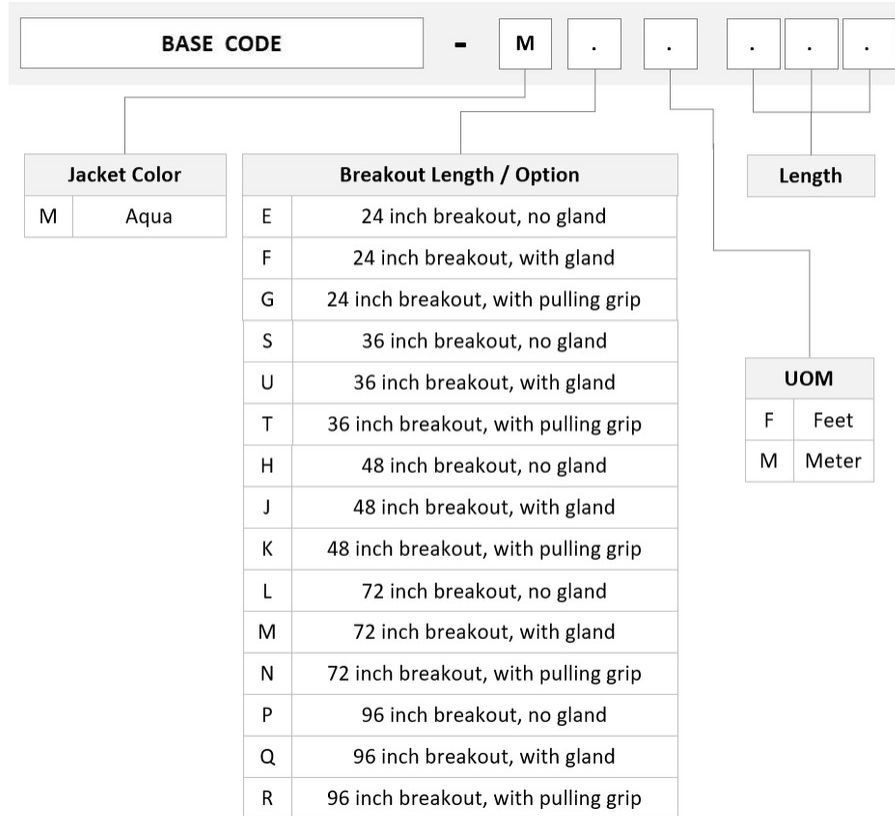 BASE CODE - M . . . . .
Jacket Color
M Aqua
Breakout Length / Option
E 24 inch breakout, no gland
F 24 inch breakout, with gland
G 24 inch breakout, with pulling grip
S 36 inch breakout, no gland
U 36 inch breakout, with gland
T 36 inch breakout, with pulling grip
H 48 inch breakout, no gland
J 48 inch breakout, with gland
K 48 inch breakout, with pulling grip
L 72 inch breakout, no gland
M 72 inch breakout, with gland
N 72 inch breakout, with pulling grip
P 96 inch breakout, no gland
Q 96 inch breakout, with gland
R 96 inch breakout, with pulling grip
Length
UOM
F Feet
M Meter